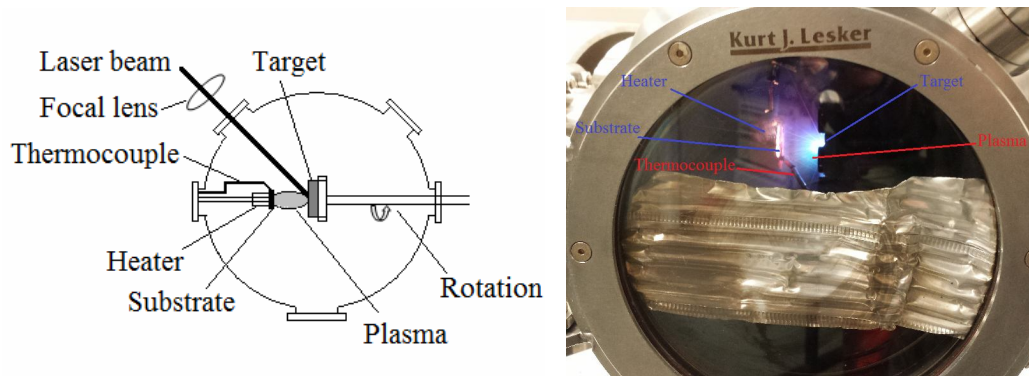 Laser beam
Target
Focal lens
Thermocouple
Heater
Substrate
Rotation
Plasma
Kurt J. Lesker
Heater
Target
Substrate
Plasma
Thermocouple